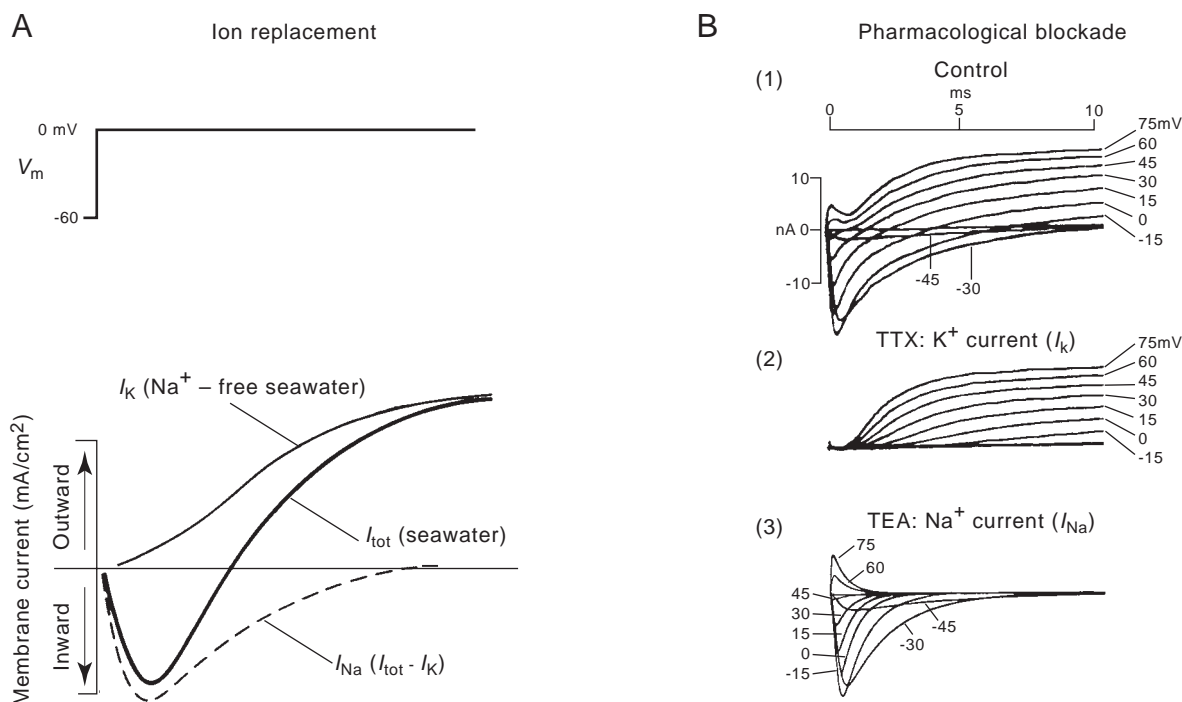 A
Ion replacement
0 mV
Vm
-60
IK (Na+ – free seawater)
Itot (seawater)
INa (Itot - IK)
Membrane current (mA/cm2)
Outward
Inward
B
Pharmacological blockade
(1)
Control
ms
0 5 10
75mV
60
45
30
15
0
-15
10
nA 0
-10
-45
-30
(2)
TTX: K+ current (Ik)
75mV
60
45
30
15
0
-15
(3)
TEA: Na+ current (INa)
75
60
45
30
15
0
-15
-45
-30